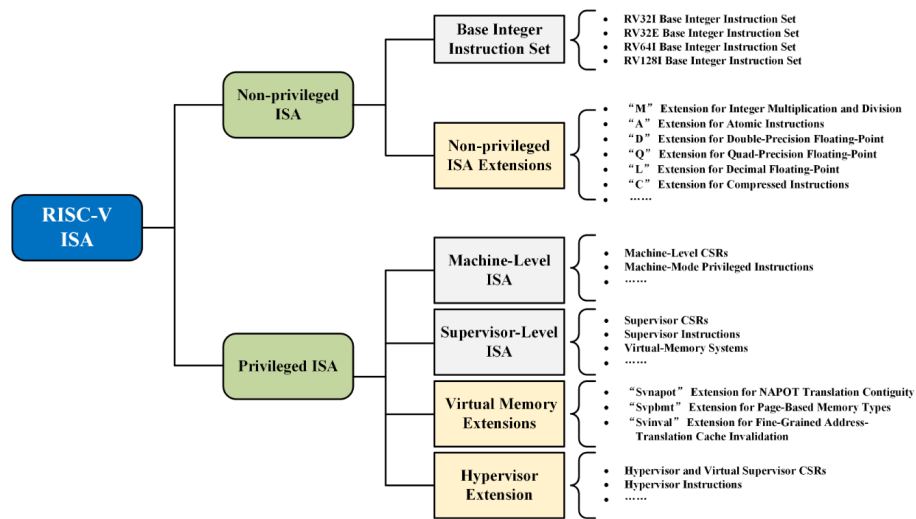 RISC-V
ISA
Non-privileged
ISA
Base Integer
Instruction Set
• RV32I Base Integer Instruction Set
• RV32E Base Integer Instruction Set
• RV64I Base Integer Instruction Set
• RV128I Base Integer Instruction Set
Non-privileged
ISA Extensions
• “M” Extension for Integer Multiplication and Division
• “A” Extension for Atomic Instructions
• “D” Extension for Double-Precision Floating-Point
• “Q” Extension for Quad-Precision Floating-Point
• “L” Extension for Decimal Floating-Point
• “C” Extension for Compressed Instructions
• ……
Privileged ISA
Machine-Level
ISA
• Machine-Level CSRs
• Machine-Mode Privileged Instructions
• ……
Supervisor-Level
ISA
• Supervisor CSRs
• Supervisor Instructions
• Virtual-Memory Systems
• ……
Virtual Memory
Extensions
• “Svnapot” Extension for NAPOT Translation Contiguity
• “Svpbmt” Extension for Page-Based Memory Types
• “Svinval” Extension for Fine-Grained Address-
Translation Cache Invalidation
Hypervisor
Extension
• Hypervisor and Virtual Supervisor CSRs
• Hypervisor Instructions
• ……